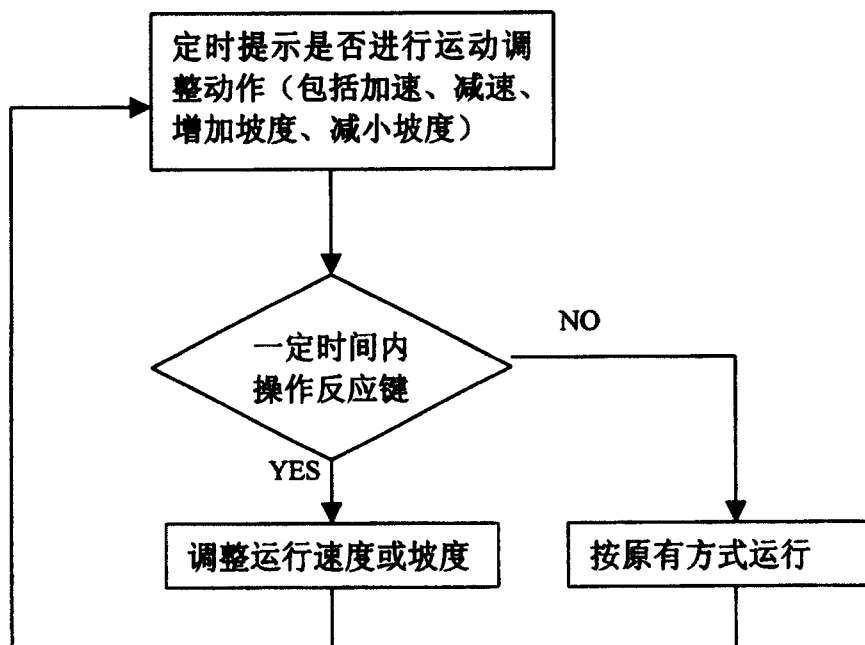 定时提示是否进行运动调
整动作（包括加速、减速、
增加坡度、减小坡度）
NO
一定时间内
操作反应键
YES
调整运行速度或坡度
按原有方式运行